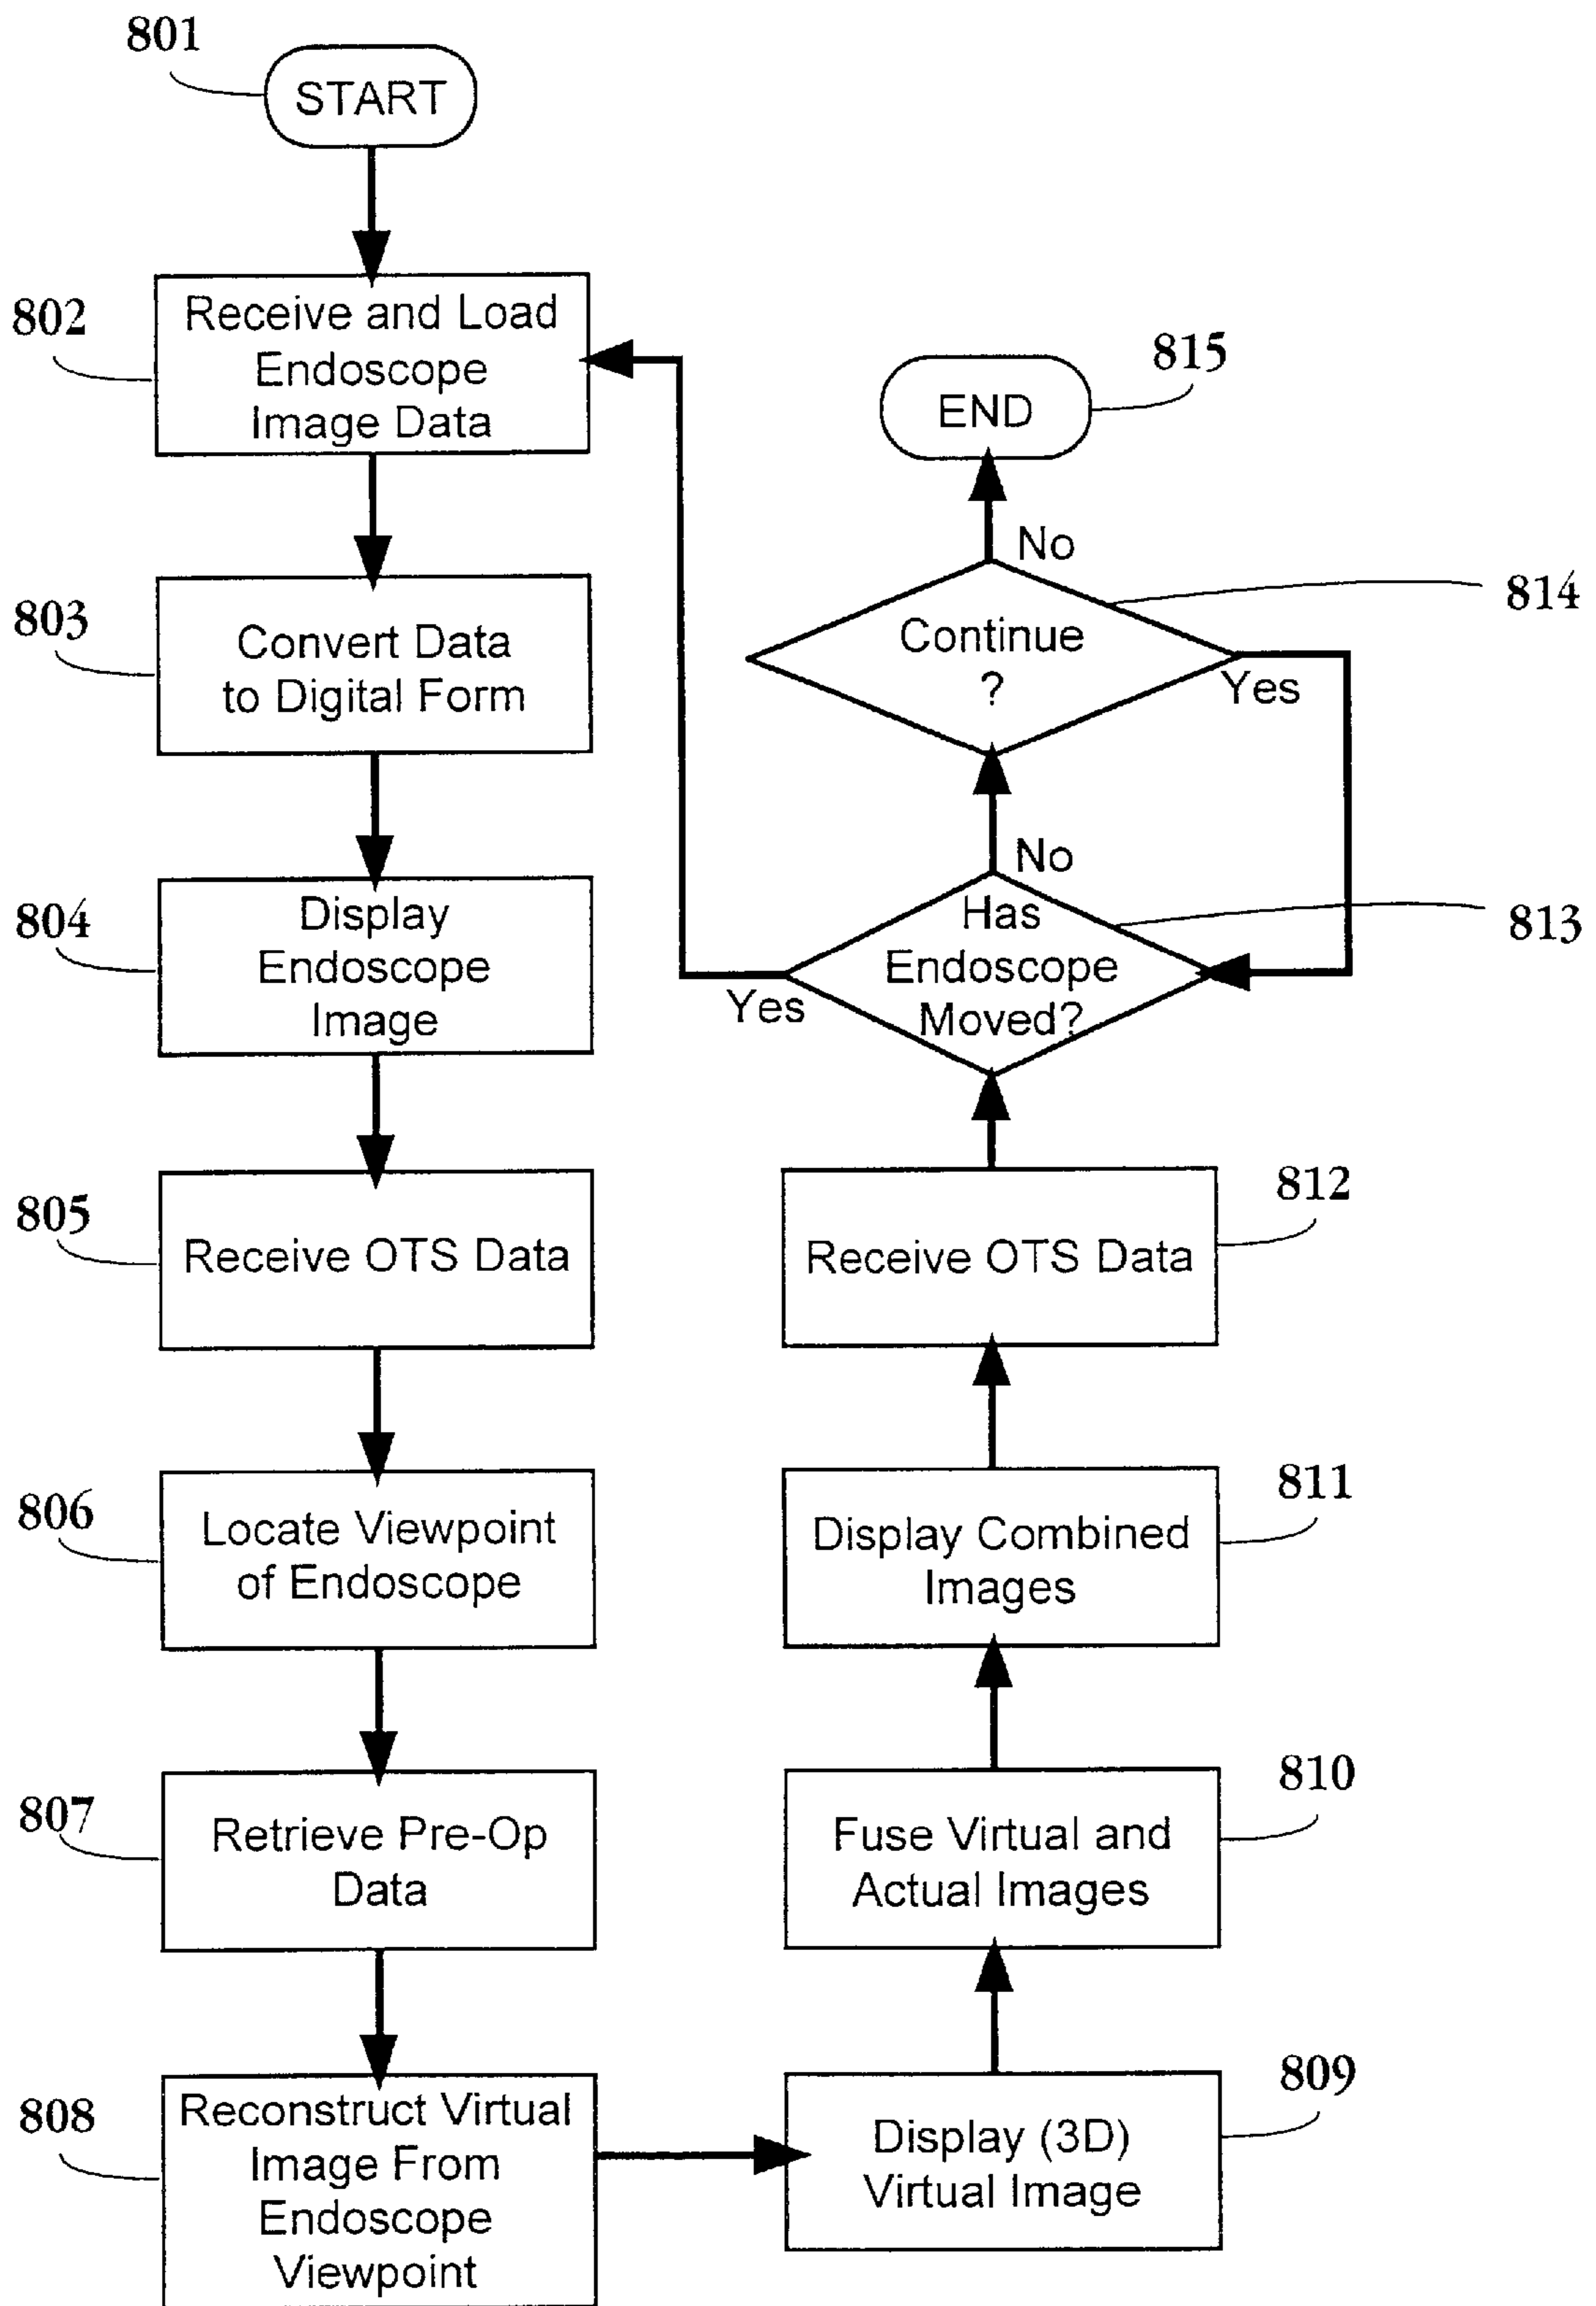 801
START
802
Receive and Load
Endoscope
Image Data
803
Convert Data
to Digital Form
804
Display
Endoscope
Image
805
Receive OTS Data
806
Locate Viewpoint
of Endoscope
807
Retrieve Pre-Op
Data
808
Reconstruct Virtual
Image From
Endoscope
Viewpoint
809
Display (3D)
Virtual Image
810
Fuse Virtual and
Actual Images
811
Display Combined
Images
812
Receive OTS Data
813
Has
Endoscope
Moved?
Yes
No
814
Continue
?
Yes
No
815
END